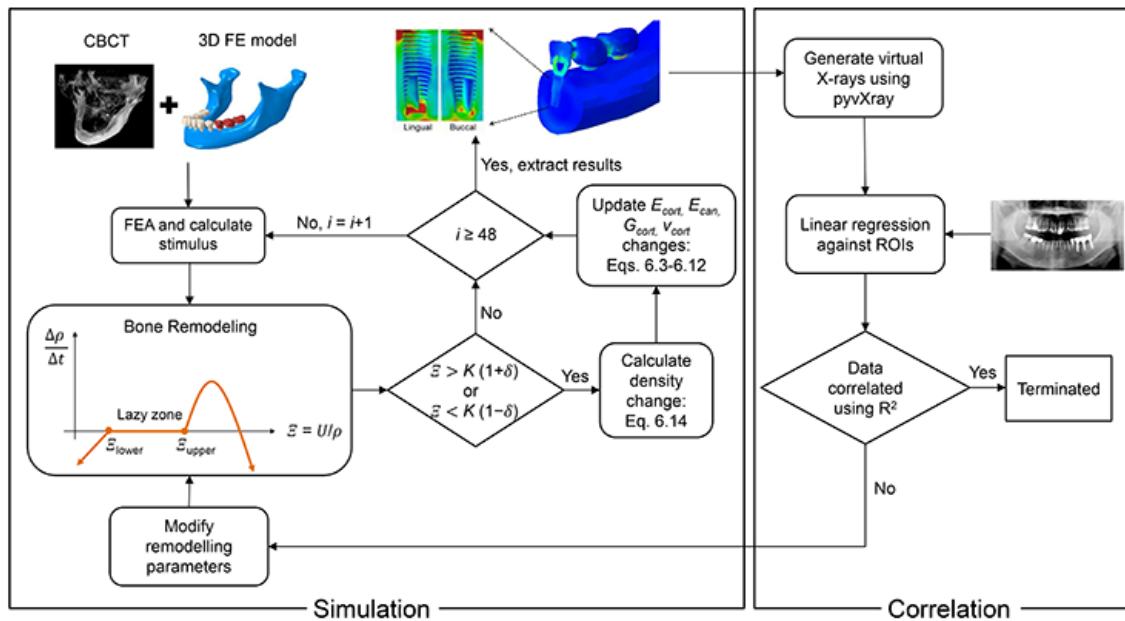 CBCT
3D FE model
Lingual
Buccal
Generate virtual
X-rays using
pyvXray
Yes, extract results
FEA and calculate
stimulus
No, i = i+1
i ≥ 48
Update E_cort, E_can,
G_cort, ν_cort
changes:
Eqs. 6.3-6.12
Linear regression
against ROIs
Bone Remodeling
Δρ
Δt
Lazy zone
Ξ = U/ρ
Ξ_lower
Ξ_upper
No
Ξ > K (1+δ)
or
Ξ < K (1−δ)
Yes
Calculate
density
change:
Eq. 6.14
Data
correlated
using R²
Yes
Terminated
No
Modify
remodelling
parameters
Simulation
Correlation